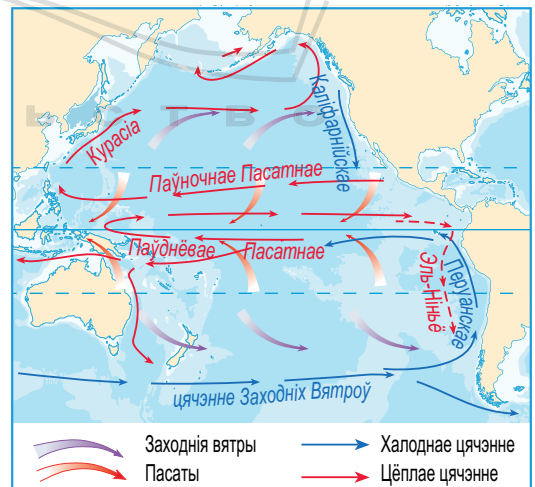 ЬСТВО
Каліфарнійскае
Курасіа
Паўночнае Пасатнае
Паўднёвае Пасатнае
Эль-Ніньё
Перуанскае
цячэнне Заходніх Вятроў
Заходнія вятры
Халоднае цячэнне
Пасаты
Цёплае цячэнне